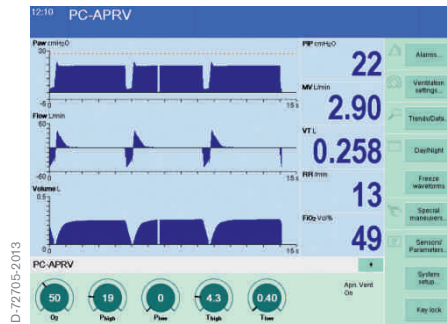 12:10 PC-APRV
Paw cmH2O
30
-5
15 s
Flow L/min
60
-60
15 s
Volume L
0.5
15 s
PIP cmH2O
22
MV L/min
2.90
VT L
0.258
RR /min
13
FiO2 Vol%
49
Alarms...
Ventilation
settings...
Trends/Data...
Day/Night
Freeze
waveforms
Special
maneuvers...
Sensors/
Parameters...
System
setup...
Key lock
PC-APRV
50
O2
19
Phigh
0
Plow
4.3
Thigh
0.40
Tlow
Apn. Vent
On
D-72705-2013